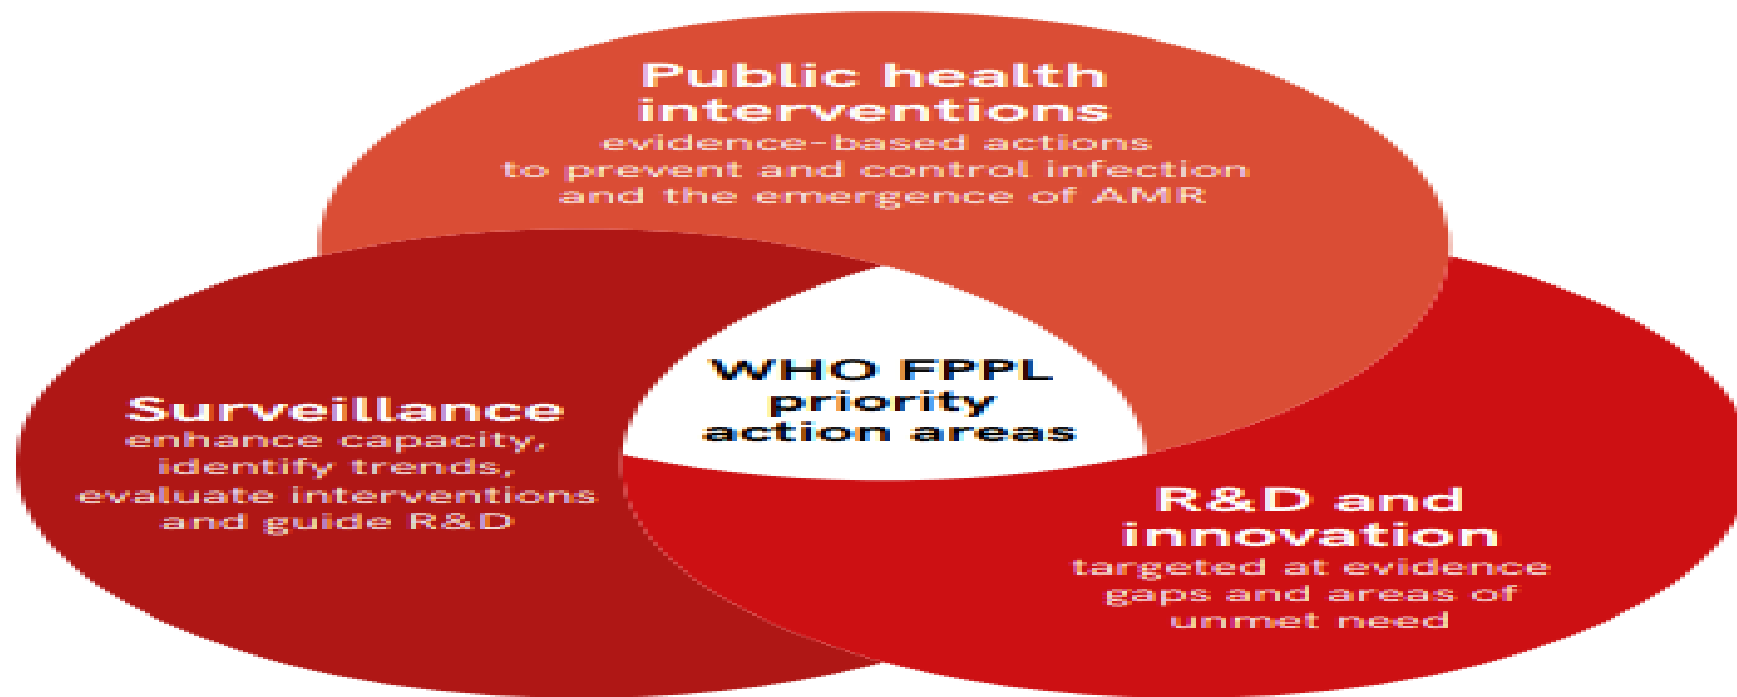 Public health
interventions
evidence-based actions
to prevent and control infection
and the emergence of AMR
WHO FPPL
priority
action areas
Surveillance
enhance capacity,
identify trends,
evaluate interventions
and guide R&D
R&D and
innovation
targeted at evidence
gaps and areas of
unmet need